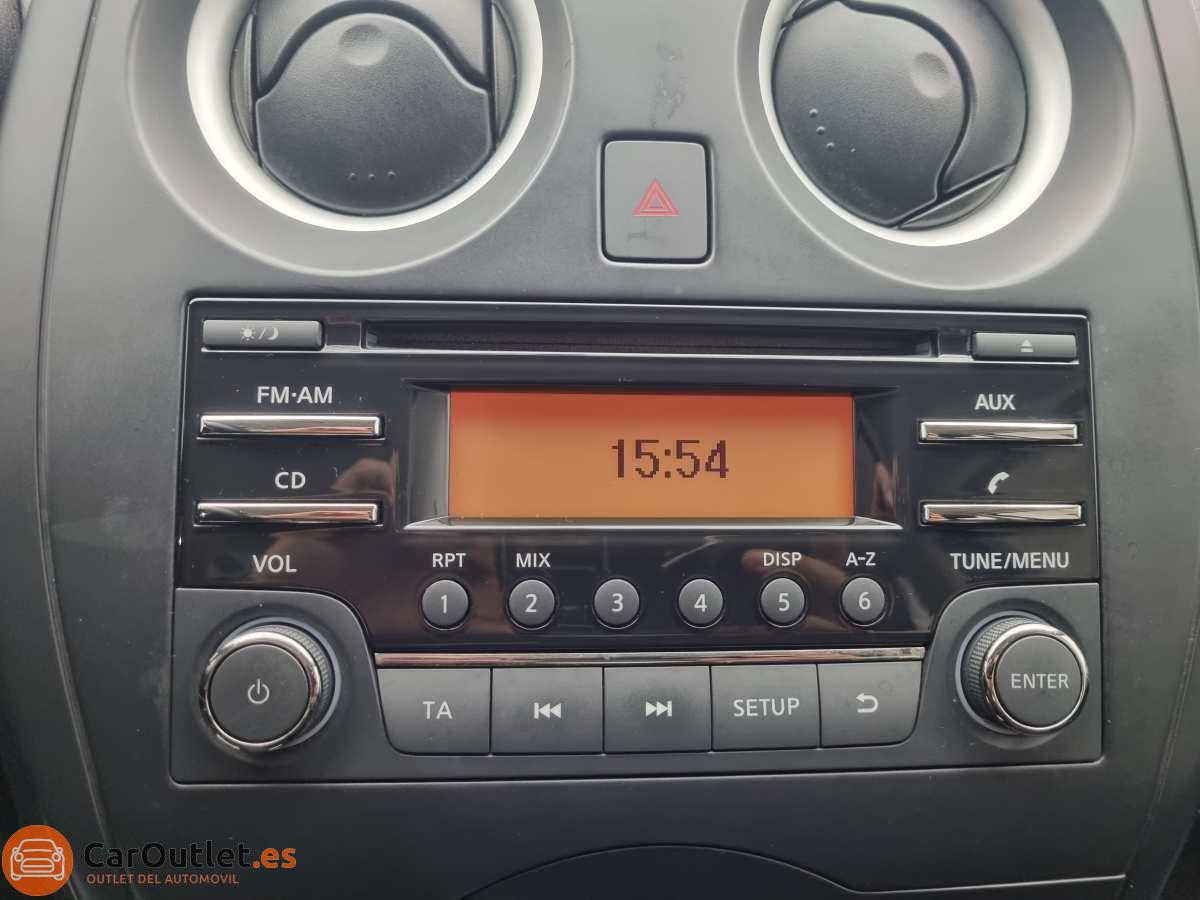 FM·AM
AUX
15:54
CD
VOL
RPT
MIX
DISP
A-Z
TUNE/MENU
1
2
3
4
5
6
TA
SETUP
ENTER
CarOutlet.es
OUTLET DEL AUTOMOVIL